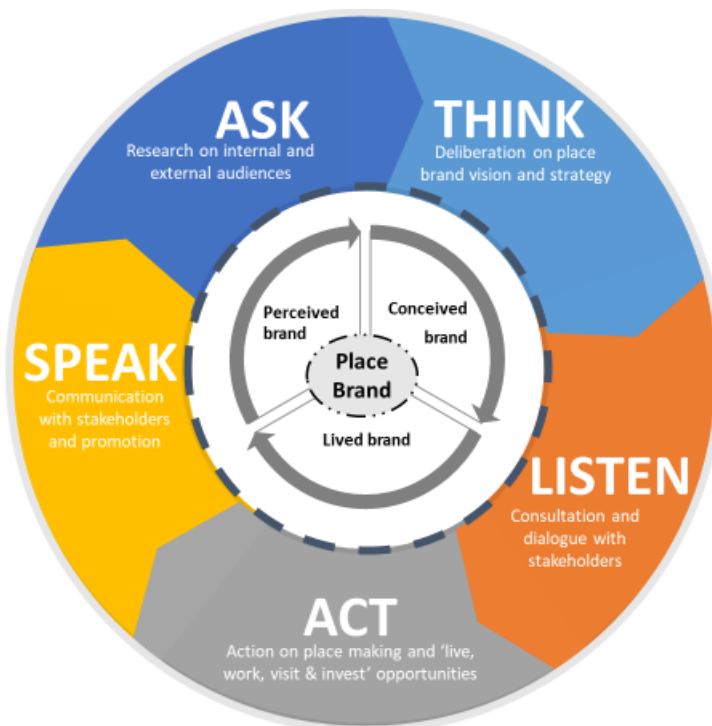 ASK
Research on internal and
external audiences
THINK
Deliberation on place
brand vision and strategy
LISTEN
Consultation and
dialogue with
stakeholders
ACT
Action on place making and ‘live,
work, visit & invest’ opportunities
SPEAK
Communication
with stakeholders
and promotion
Perceived
brand
Conceived
brand
Lived brand
Place
Brand